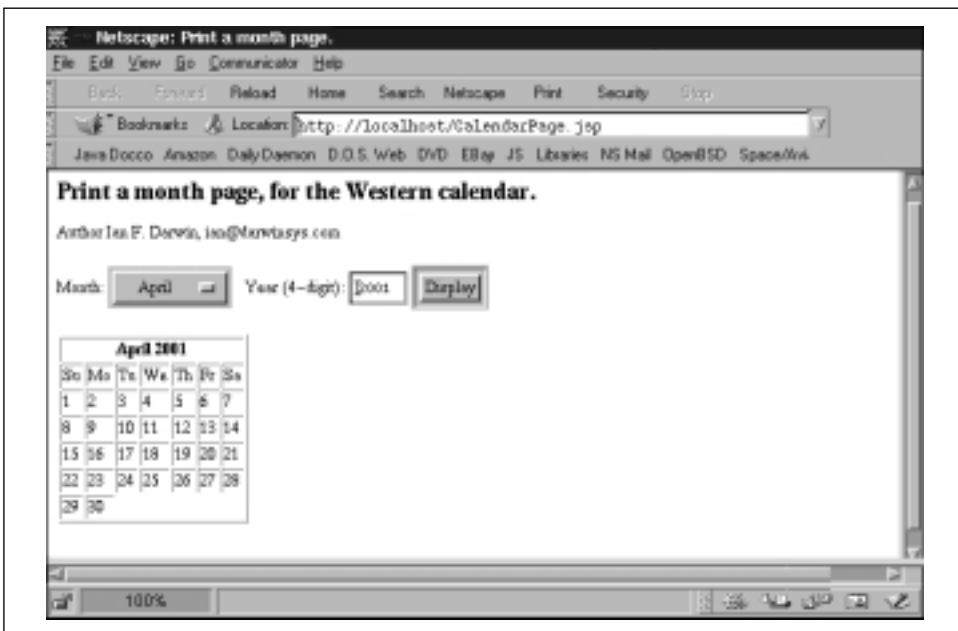 Netscape: Print a month page.
File Edit View Go Communicator Help
Back Forward Reload Home Search Netscape Print Security Stop
Bookmarks Location: http://localhost/CalendarPage.jsp
Java Docco Amazon DailyDaemon D.O.S. Web DVD EBay JS Libraries NS Mail OpenBSD
Print a month page, for the Western calendar.
Author Ian F. Darwin, ian@darwinsys.com
Month: April Year (4-digit): 2001 Display
April 2001
Su Mo Tu We Th Fr Sa
1 2 3 4 5 6 7
8 9 10 11 12 13 14
15 16 17 18 19 20 21
22 23 24 25 26 27 28
29 30
100%